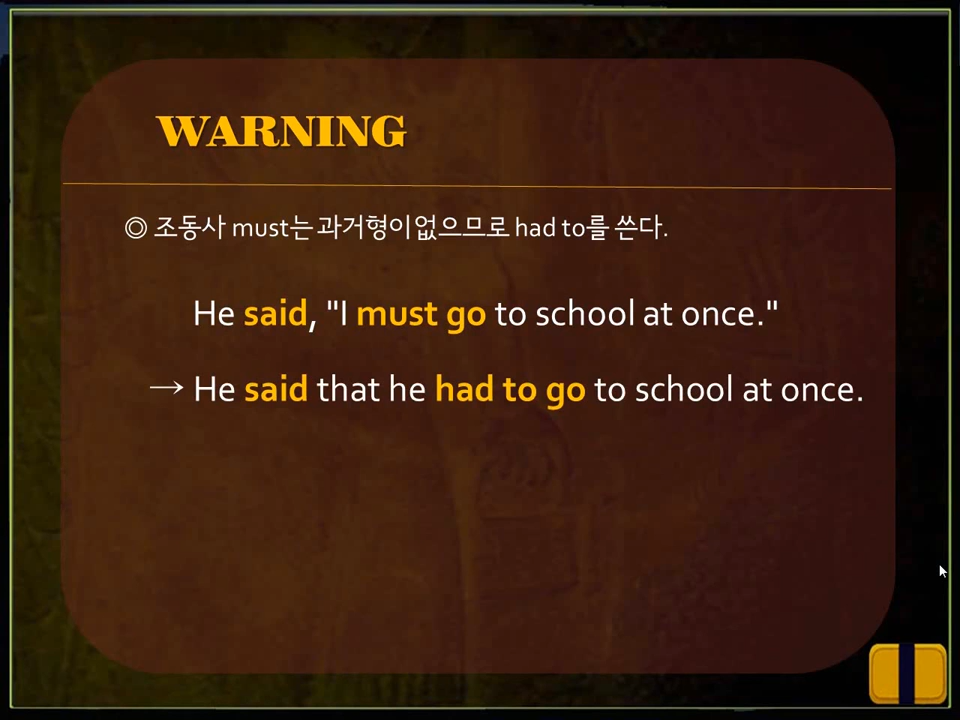 WARNING
◎ 조동사 must는 과거형이 없으므로 had to를 쓴다.
He said, "I must go to school at once."
→ He said that he had to go to school at once.